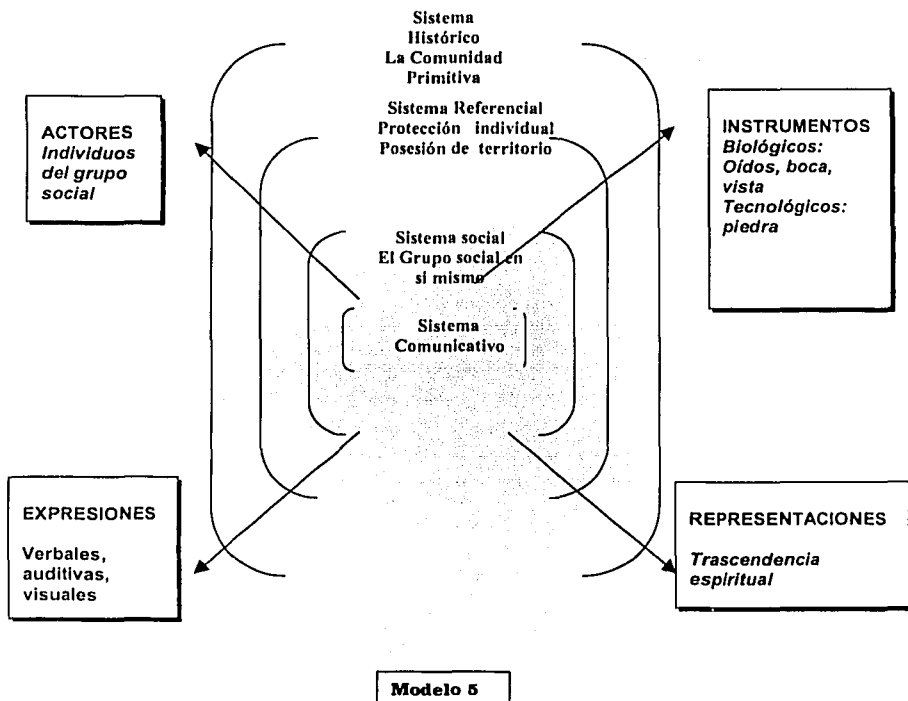 Sistema
Histórico
La Comunidad
Primitiva
Sistema Referencial
Protección individual
Posesión de territorio
ACTORES
Individuos
del grupo
social
INSTRUMENTOS
Biológicos:
Oídos, boca,
vista
Tecnológicos:
piedra
Sistema social
El Grupo social en
si mismo
Sistema
Comunicativo
EXPRESIONES
Verbales,
auditivas,
visuales
REPRESENTACIONES
Trascendencia
espiritual
Modelo 5